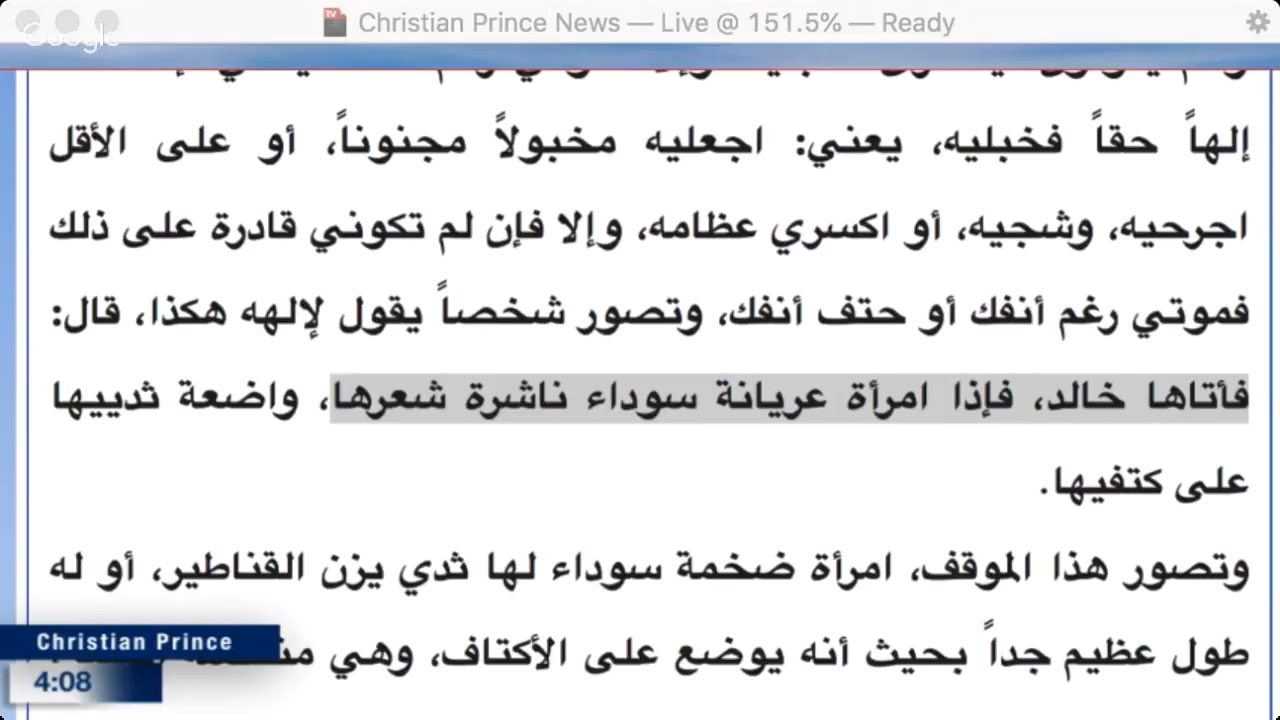 Christian Prince News — Live @ 151.5% — Ready
Google
إلهاً حقاً فخبليه، يعني: اجعليه مخبولاً مجنوناً، أو على الأقل
اجرحيه، وشجيه، أو اكسري عظامه، وإلا فإن لم تكوني قادرة على ذلك
فموتي رغم أنفك أو حتف أنفك، وتصور شخصاً يقول لإلهه هكذا، قال:
فأتاها خالد، فإذا امرأة عريانة سوداء ناشرة شعرها، واضعة ثدييها
على كتفيها.
وتصور هذا الموقف، امرأة ضخمة سوداء لها ثدي يزن القناطير، أو له
طول عظيم جداً بحيث أنه يوضع على الأكتاف، وهي
Christian Prince
4:08